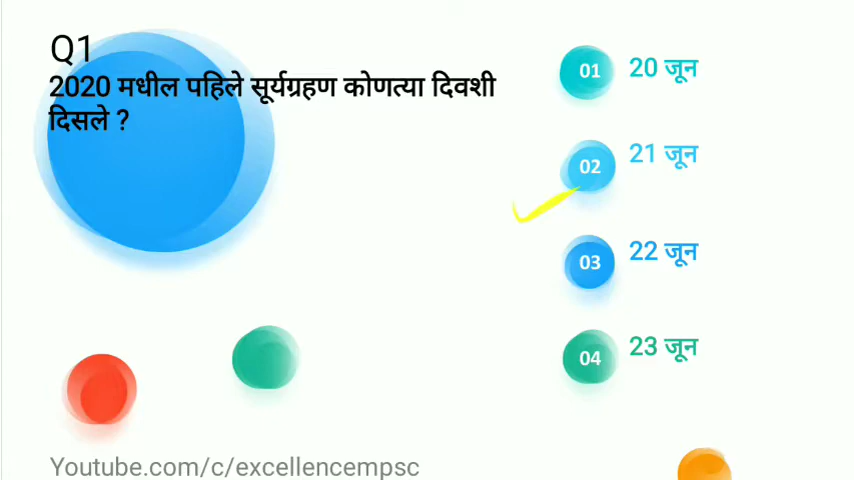 Q1
2020 मधील पहिले सूर्यग्रहण कोणत्या दिवशी
दिसले ?
01 20 जून
02 21 जून
03 22 जून
04 23 जून
Youtube.com/c/excellencempsc